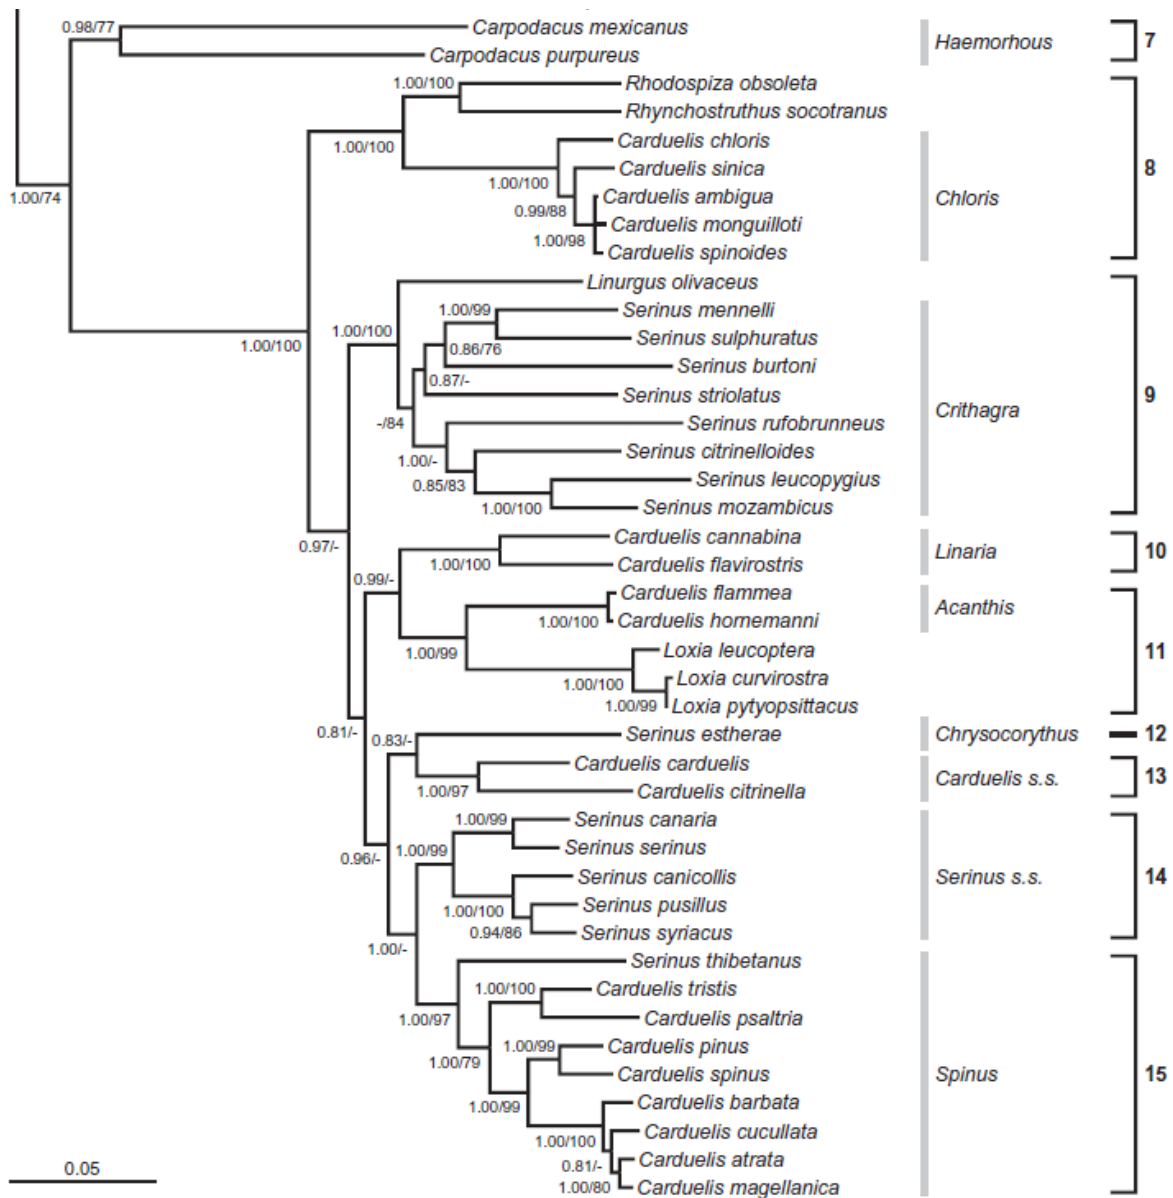 0.98/77
Carpodacus mexicanus
Haemorhous
7
Carpodacus purpureus
1.00/100
Rhodospiza obsoleta
Rhynchostruthus socotranus
1.00/100
Carduelis chloris
8
1.00/100
Carduelis sinica
1.00/74
Carduelis ambigua
Chloris
0.99/88
Carduelis monguilloti
1.00/98
Carduelis spinoides
Linurgus olivaceus
1.00/99
Serinus mennelli
1.00/100
Serinus sulphuratus
1.00/100
0.86/76
Serinus burtoni
0.87/-
Serinus striolatus
9
Crithagra
-/84
Serinus rufobrunneus
1.00/-
Serinus citrinelloides
0.85/83
Serinus leucopygius
1.00/100
Serinus mozambicus
0.97/-
Carduelis cannabina
Linaria
10
1.00/100
Carduelis flavirostris
0.99/-
Carduelis flammea
Acanthis
1.00/100
Carduelis hornemanni
1.00/99
Loxia leucoptera
11
1.00/100
Loxia curvirostra
1.00/99
Loxia pytyopsittacus
0.81/-
0.83/-
Serinus estherae
Chrysocorythus
12
Carduelis carduelis
Carduelis s.s.
13
1.00/97
Carduelis citrinella
1.00/99
Serinus canaria
0.96/-
1.00/99
Serinus serinus
Serinus canicollis
Serinus s.s.
14
1.00/100
Serinus pusillus
0.94/86
Serinus syriacus
1.00/-
Serinus thibetanus
1.00/100
Carduelis tristis
1.00/97
Carduelis psaltria
1.00/79
1.00/99
Carduelis pinus
Carduelis spinus
Spinus
15
1.00/99
Carduelis barbata
1.00/100
Carduelis cucullata
0.81/-
Carduelis atrata
0.05
1.00/80
Carduelis magellanica